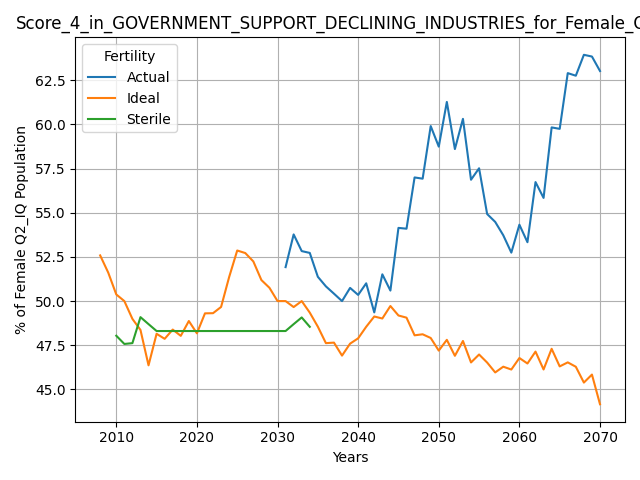 Score_4_in_GOVERNMENT_SUPPORT_DECLINING_INDUSTRIES_for_Female_
Fertility
Actual
Ideal
Sterile
% of Female Q2_IQ Population
62.5
60.0
57.5
55.0
52.5
50.0
47.5
45.0
2010 2020 2030 2040 2050 2060 2070
Years